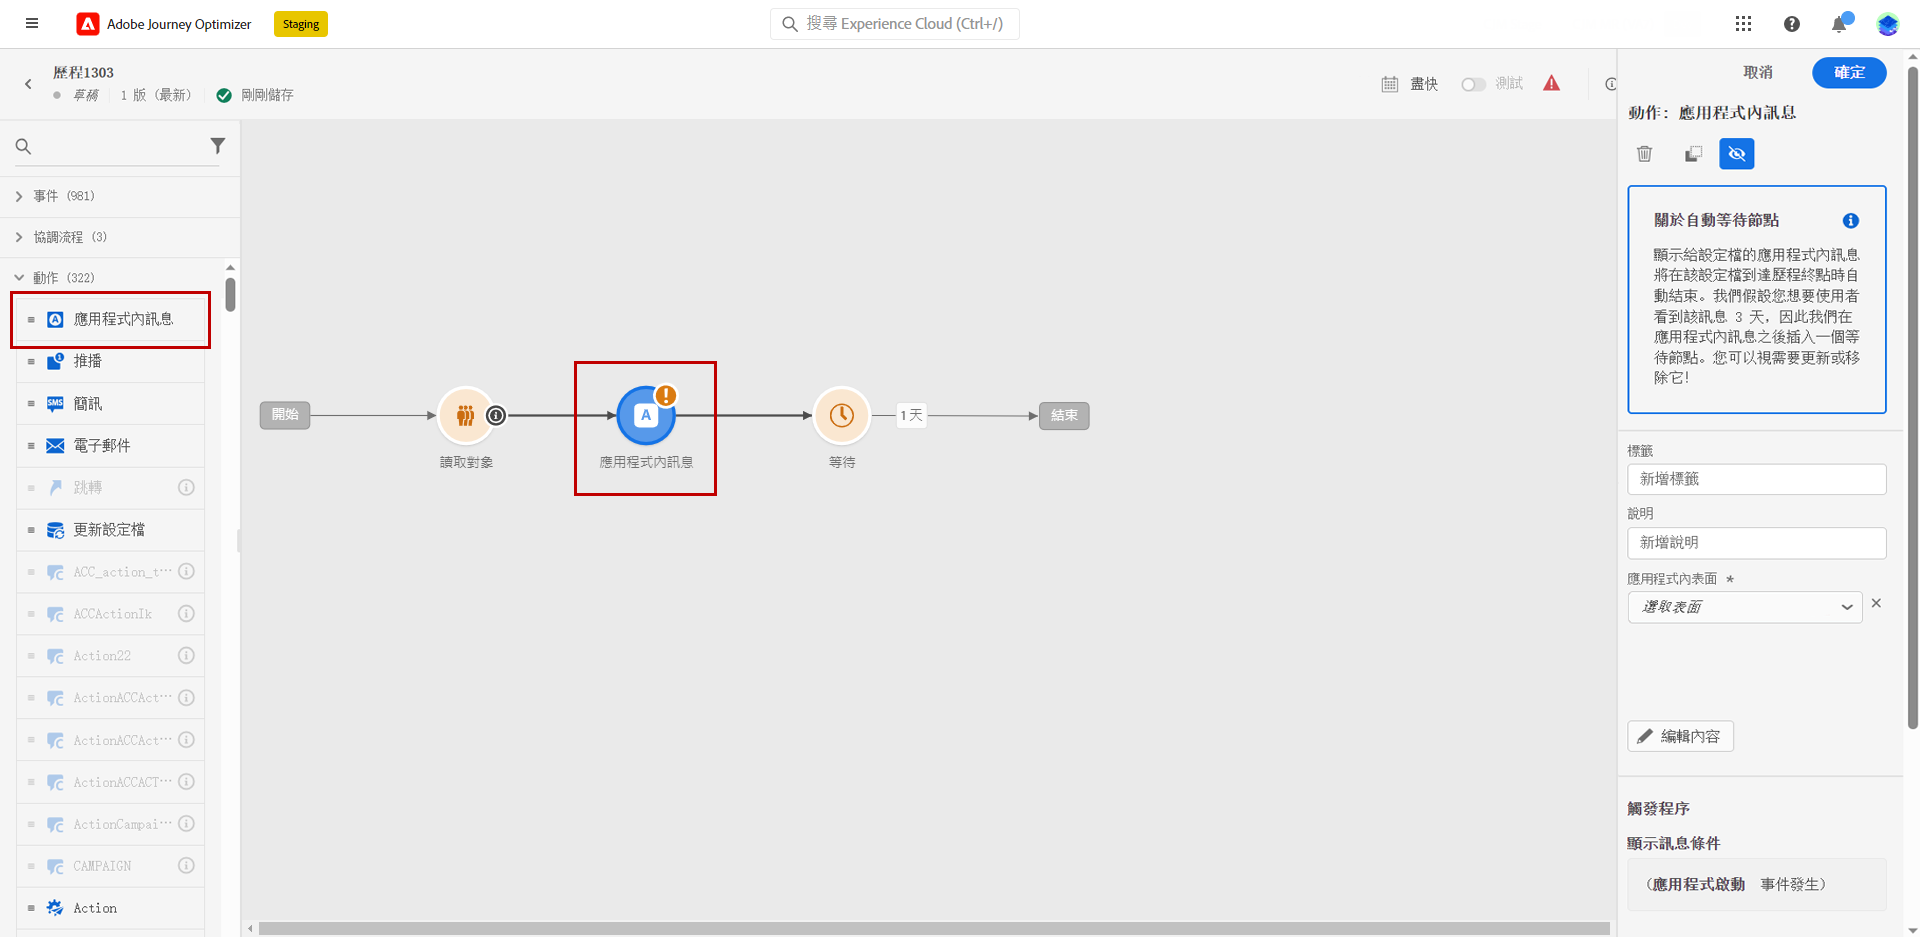 Adobe Journey Optimizer
Staging
搜尋 Experience Cloud (Ctrl+/)
歷程1303
草稿
1 版（最新）
剛剛儲存
盡快
測試
取消
確定
事件 (981)
協調流程 (3)
動作 (322)
應用程式內訊息
推播
簡訊
電子郵件
跳轉
更新設定檔
ACC_action_t···
ACCActionIk
Action22
ActionACCAct···
ActionACCAct···
ActionACCACT···
ActionCampai···
CAMPAIGN
Action
開始
讀取對象
應用程式內訊息
等待
1 天
結束
動作: 應用程式內訊息
關於自動等待節點
顯示給設定檔的應用程式內訊息
將在該設定檔到達歷程終點時自
動結束。我們假設您想要使用者
看到該訊息 3 天，因此我們在
應用程式內訊息之後插入一個等
待節點。您可以視需要更新或移
除它!
標籤
新增標籤
說明
新增說明
應用程式內表面 *
選取表面
編輯內容
觸發程序
顯示訊息條件
（應用程式啟動 事件發生）